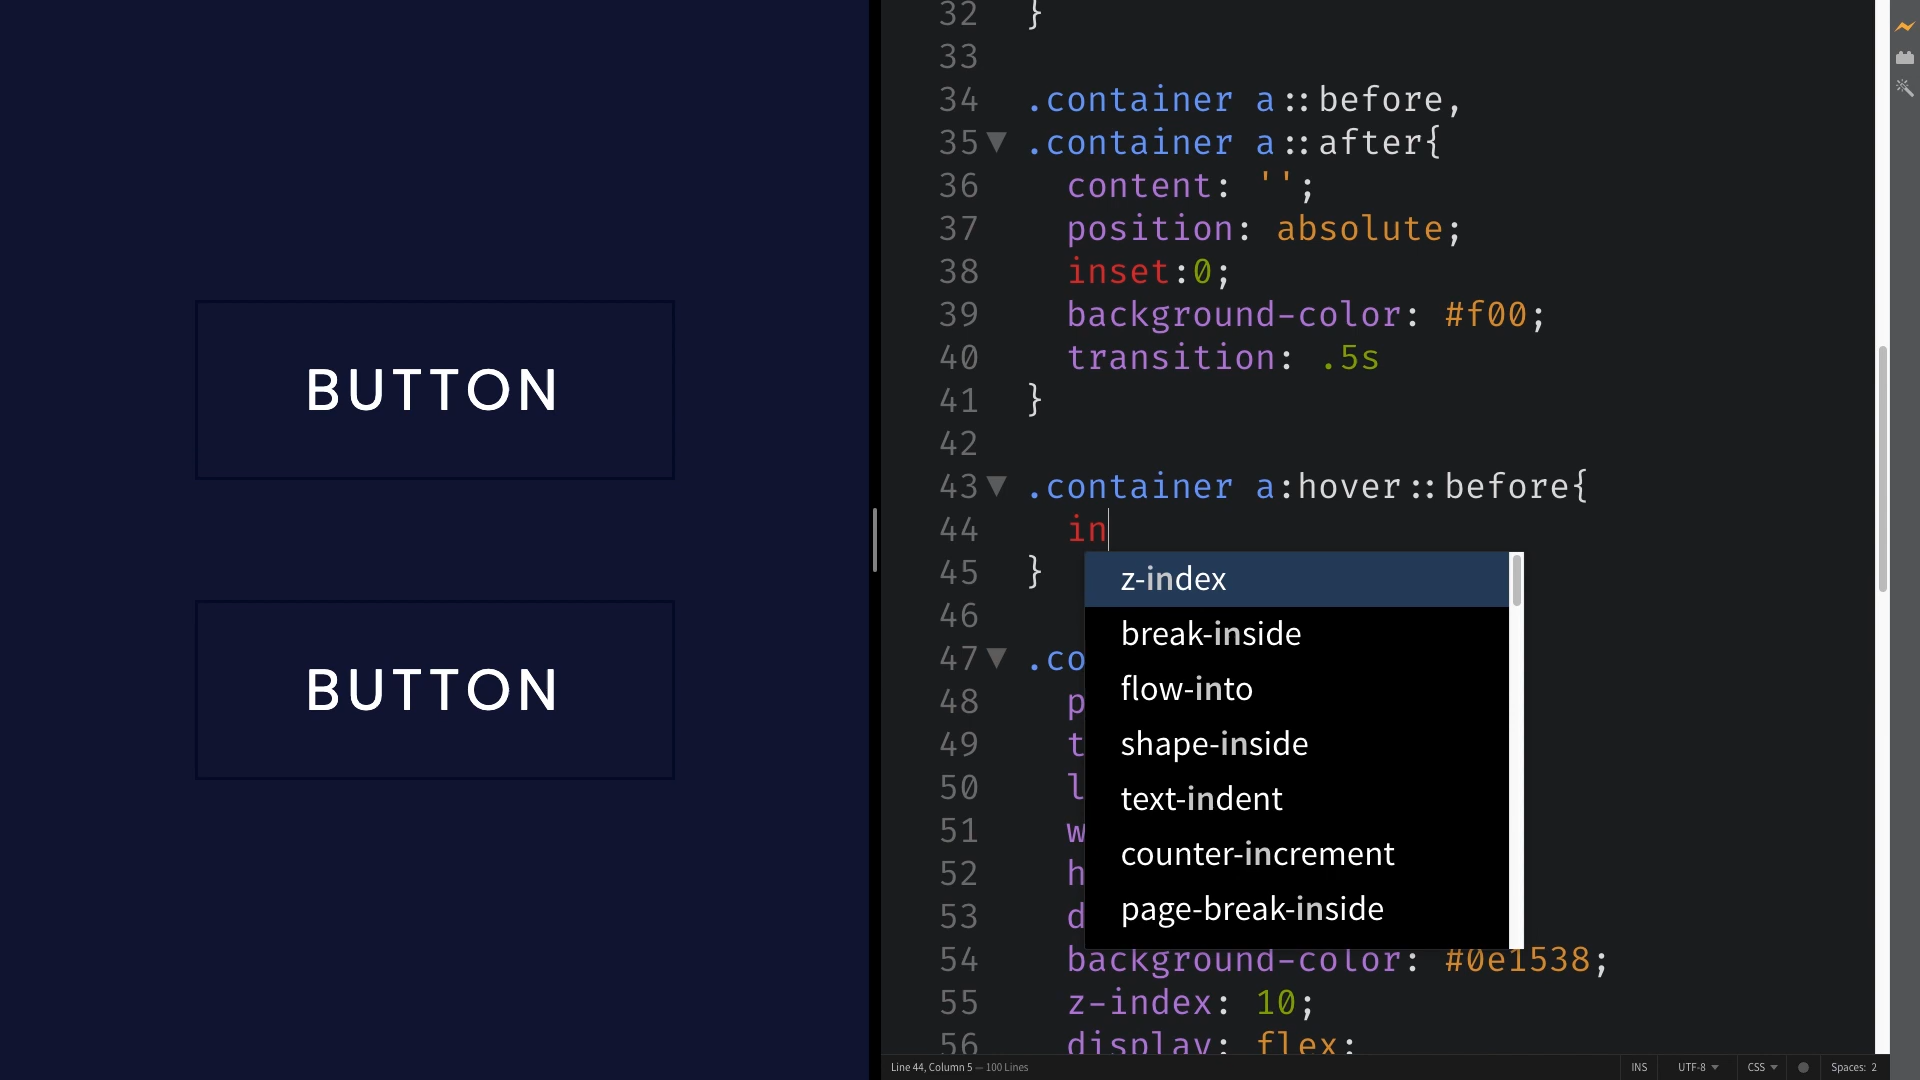 BUTTON
BUTTON
32 }
33
34 .container a::before,
35 .container a::after{
36 content: '';
37 position: absolute;
38 inset:0;
39 background-color: #f00;
40 transition: .5s
41 }
42
43 .container a:hover::before{
44 in
45 }
46
47 .co
48 p
49 t
50 l
51 w
52 h
53 d
54 background-color: #0e1538;
55 z-index: 10;
56 display: flex;
z-index
break-inside
flow-into
shape-inside
text-indent
counter-increment
page-break-inside
Line 44, Column 5 — 100 Lines
INS UTF-8 CSS Spaces: 2